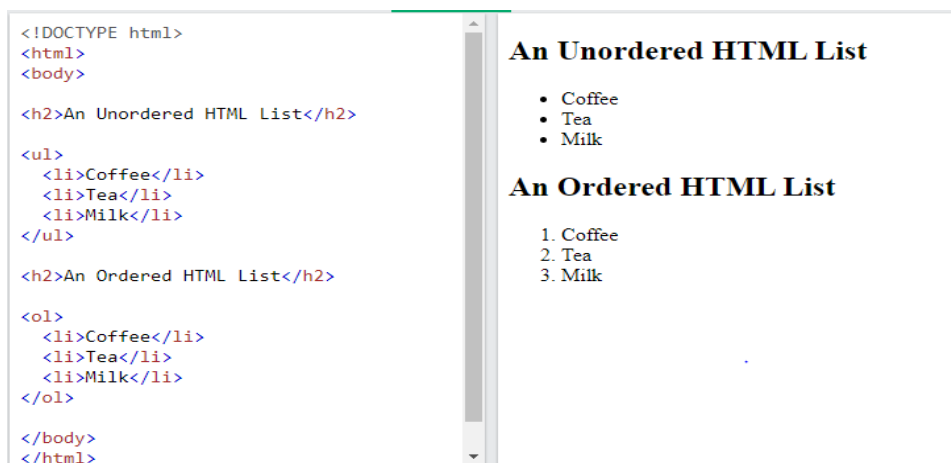 <!DOCTYPE html>
<html>
<body>
<h2>An Unordered HTML List</h2>
<ul>
<li>Coffee</li>
<li>Tea</li>
<li>Milk</li>
</ul>
<h2>An Ordered HTML List</h2>
<ol>
<li>Coffee</li>
<li>Tea</li>
<li>Milk</li>
</ol>
</body>
</html>
An Unordered HTML List
• Coffee
• Tea
• Milk
An Ordered HTML List
1. Coffee
2. Tea
3. Milk